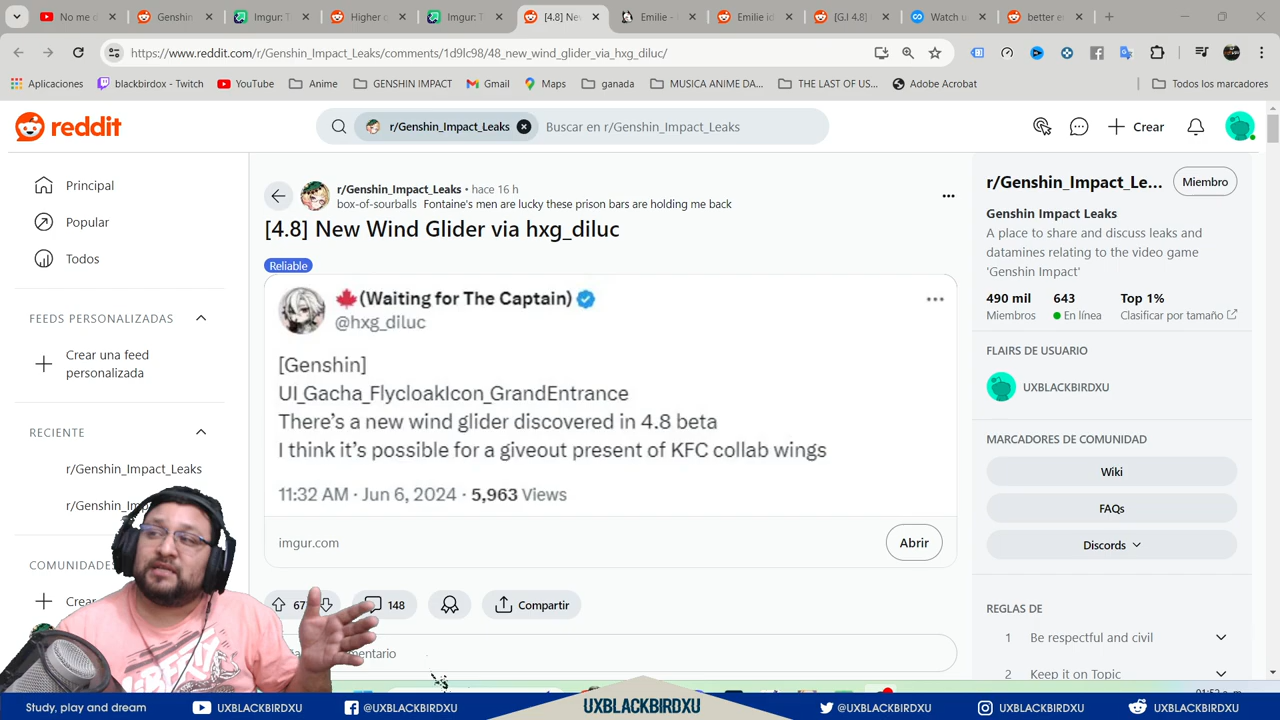 No me d
Genshin
Imgur: T
Higher c
Imgur: T
[4.8] Nev
Emilie -
Emilie id
[G.I 4.8]
Watch u
better e
https://www.reddit.com/r/Genshin_Impact_Leaks/comments/1d9lc98/48_new_wind_glider_via_hxg_diluc/
Aplicaciones
blackbirdox - Twitch
YouTube
Anime
GENSHIN IMPACT
Gmail
Maps
ganada
MUSICA ANIME DA...
THE LAST OF US...
Adobe Acrobat
Todos los marcadores
reddit
r/Genshin_Impact_Leaks
Buscar en r/Genshin_Impact_Leaks
Crear
Principal
Popular
Todos
FEEDS PERSONALIZADAS
Crear una feed
personalizada
RECIENTE
r/Genshin_Impact_Leaks
r/Genshin_Im
COMUNIDADES
Crea
r/Genshin_Impact_Leaks • hace 16 h
box-of-sourballs Fontaine's men are lucky these prison bars are holding me back
[4.8] New Wind Glider via hxg_diluc
Reliable
(Waiting for The Captain)
@hxg_diluc
[Genshin]
UI_Gacha_FlycloakIcon_GrandEntrance
There's a new wind glider discovered in 4.8 beta
I think it's possible for a giveout present of KFC collab wings
11:32 AM · Jun 6, 2024 · 5,963 Views
imgur.com
Abrir
67
148
Compartir
entario
r/Genshin_Impact_Le...
Miembro
Genshin Impact Leaks
A place to share and discuss leaks and
datamines relating to the video game
'Genshin Impact'
490 mil
643
Top 1%
Miembros
En línea
Clasificar por tamaño
FLAIRS DE USUARIO
UXBLACKBIRDXU
MARCADORES DE COMUNIDAD
Wiki
FAQs
Discords
REGLAS DE
1 Be respectful and civil
2 Keep it on Topic
Study, play and dream
UXBLACKBIRDXU
@UXBLACKBIRDXU
UXBLACKBIRDXU
@UXBLACKBIRDXU
UXBLACKBIRDXU
UXBLACKBIRDXU